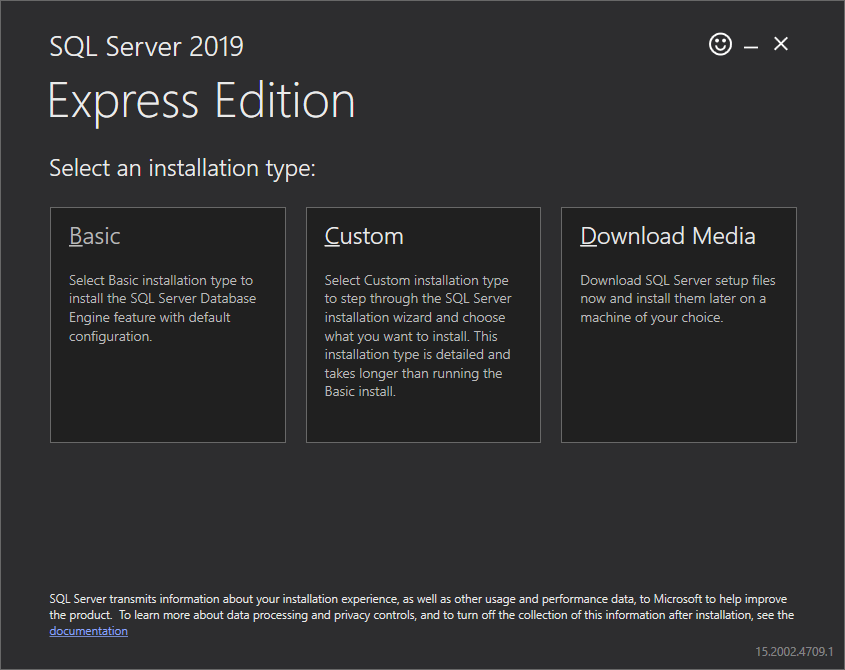 SQL Server 2019
Express Edition
Select an installation type:
Basic
Select Basic installation type to
install the SQL Server Database
Engine feature with default
configuration.
Custom
Select Custom installation type
to step through the SQL Server
installation wizard and choose
what you want to install. This
installation type is detailed and
takes longer than running the
Basic install.
Download Media
Download SQL Server setup files
now and install them later on a
machine of your choice.
SQL Server transmits information about your installation experience, as well as other usage and performance data, to Microsoft to help improve
the product.  To learn more about data processing and privacy controls, and to turn off the collection of this information after installation, see the
documentation
15.2002.4709.1